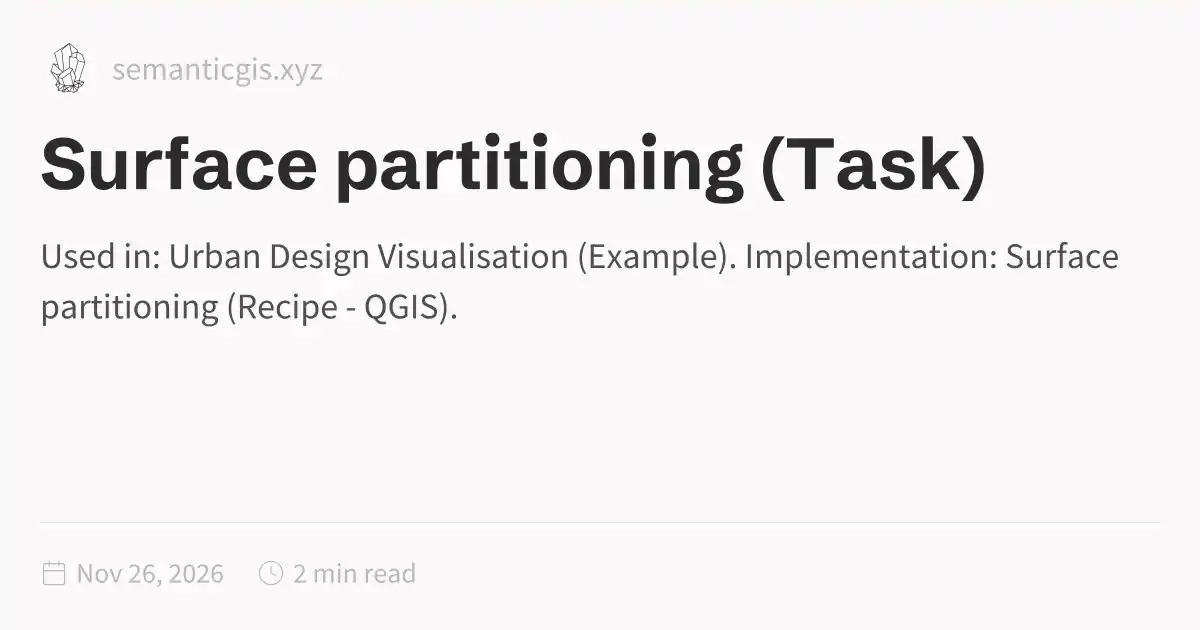 semanticgis.xyz
Surface partitioning (Task)
Used in: Urban Design Visualisation (Example). Implementation: Surface
partitioning (Recipe - QGIS).
Nov 26, 2026 2 min read